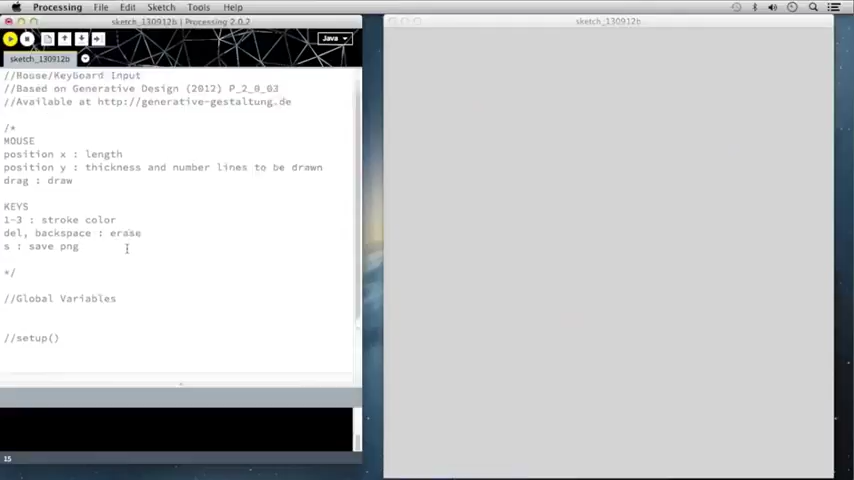 Processing File Edit Sketch Tools Help
sketch_130912b | Processing 2.0.2
sketch_130912b
Java
sketch_130912b
//Mouse/Keyboard Input
//Based on Generative Design (2012) P_2_0_03
//Available at http://generative-gestaltung.de
/*
MOUSE
position x : length
position y : thickness and number lines to be drawn
drag : draw
KEYS
1-3 : stroke color
del, backspace : erase
s : save png
*/
//Global Variables
//setup()
15